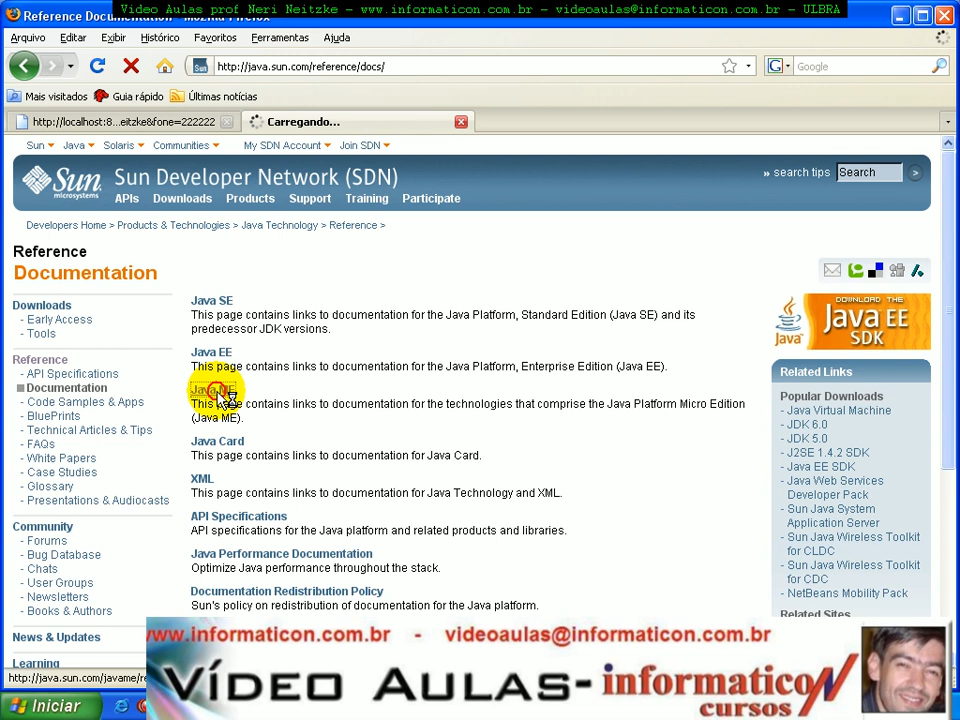 Video Aulas prof Neri Neitzke - www.informaticon.com.br - videoaulas@informaticon.com.br - ULBRA
Arquivo Editar Exibir Histórico Favoritos Ferramentas Ajuda
http://java.sun.com/reference/docs/
Google
Mais visitados Guia rápido Últimas notícias
http://localhost:8...eitzke&fone=222222 Carregando...
Sun Java Solaris Communities My SDN Account Join SDN
Sun microsystems
Sun Developer Network (SDN)
» search tips Search
APIs Downloads Products Support Training Participate
Developers Home > Products & Technologies > Java Technology > Reference >
Reference
Documentation
Downloads
- Early Access
- Tools
Reference
- API Specifications
Documentation
- Code Samples & Apps
- BluePrints
- Technical Articles & Tips
- FAQs
- White Papers
- Case Studies
- Glossary
- Presentations & Audiocasts
Community
- Forums
- Bug Database
- Chats
- User Groups
- Newsletters
- Books & Authors
News & Updates
Learning
Java SE
This page contains links to documentation for the Java Platform, Standard Edition (Java SE) and its
predecessor JDK versions.
Java EE
This page contains links to documentation for the Java Platform, Enterprise Edition (Java EE).
Java ME
This page contains links to documentation for the technologies that comprise the Java Platform Micro Edition
(Java ME).
Java Card
This page contains links to documentation for Java Card.
XML
This page contains links to documentation for Java Technology and XML.
API Specifications
API specifications for the Java platform and related products and libraries.
Java Performance Documentation
Optimize Java performance throughout the stack.
Documentation Redistribution Policy
Sun's policy on redistribution of documentation for the Java platform.
DOWNLOAD THE
Java EE
SDK
Java
Related Links
Popular Downloads
- Java Virtual Machine
- JDK 6.0
- JDK 5.0
- J2SE 1.4.2 SDK
- Java EE SDK
- Java Web Services
Developer Pack
- Sun Java System
Application Server
- Sun Java Wireless Toolkit
for CLDC
- Sun Java Wireless Toolkit
for CDC
- NetBeans Mobility Pack
Related Sites
http://java.sun.com/javame/re
www.informaticon.com.br - videoaulas@informaticon.com.br
VÍDEO AULAS-informaticoN
cursos
Iniciar